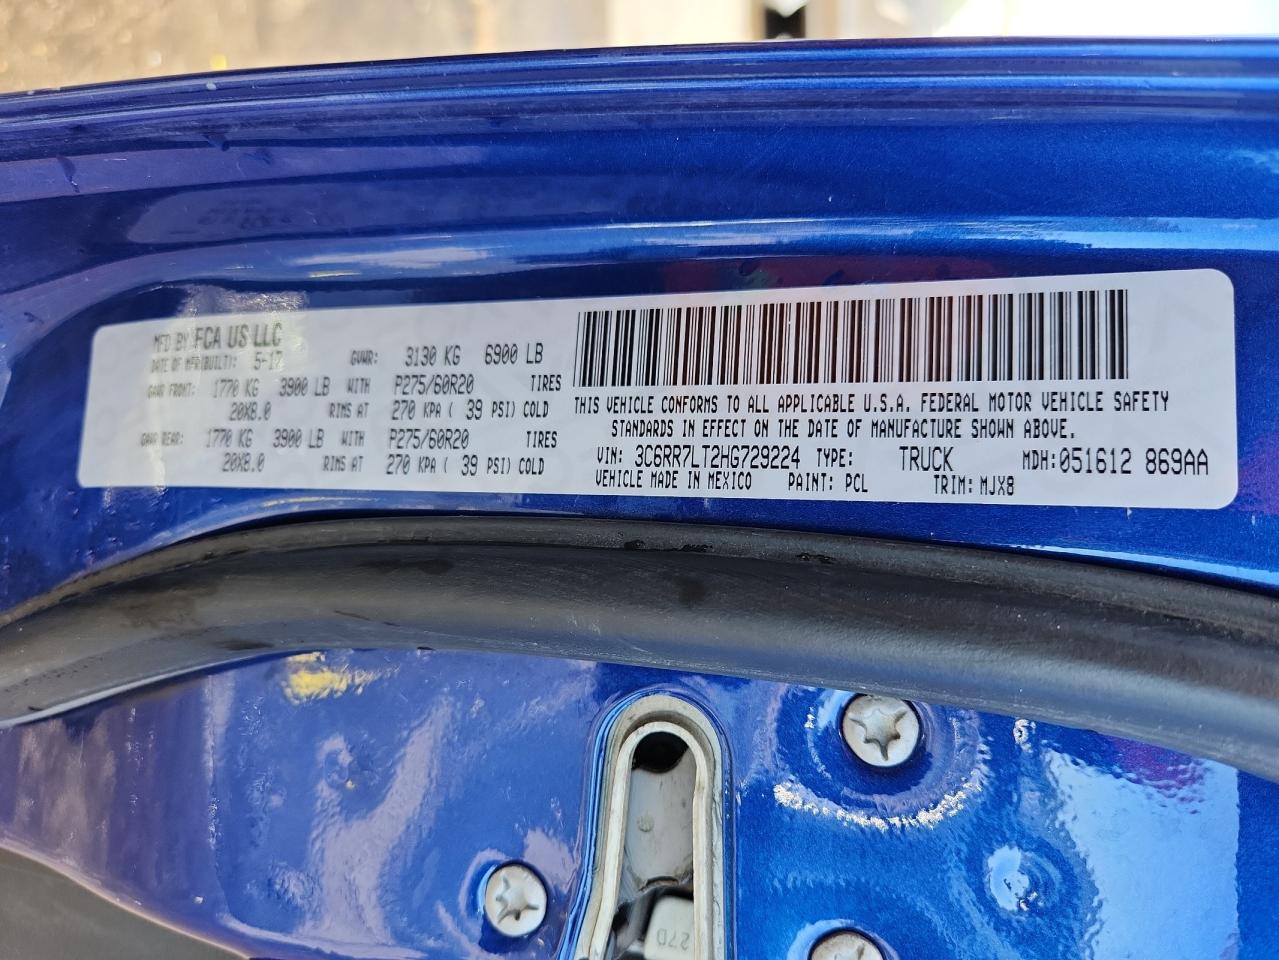 MFD BY FCA US LLC
DATE OF MFR(BUILT): 5-17 GVWR: 3130 KG 6900 LB
GAWR FRONT: 1770 KG 3900 LB WITH P275/60R20 TIRES
20X8.0 RIMS AT 270 KPA ( 39 PSI) COLD
GAWR REAR: 1770 KG 3900 LB WITH P275/60R20 TIRES
20X8.0 RIMS AT 270 KPA ( 39 PSI) COLD
THIS VEHICLE CONFORMS TO ALL APPLICABLE U.S.A. FEDERAL MOTOR VEHICLE SAFETY
STANDARDS IN EFFECT ON THE DATE OF MANUFACTURE SHOWN ABOVE.
VIN: 3C6RR7LT2HG729224 TYPE: TRUCK MDH:051612 869AA
VEHICLE MADE IN MEXICO PAINT: PCL TRIM: MJX8
27D